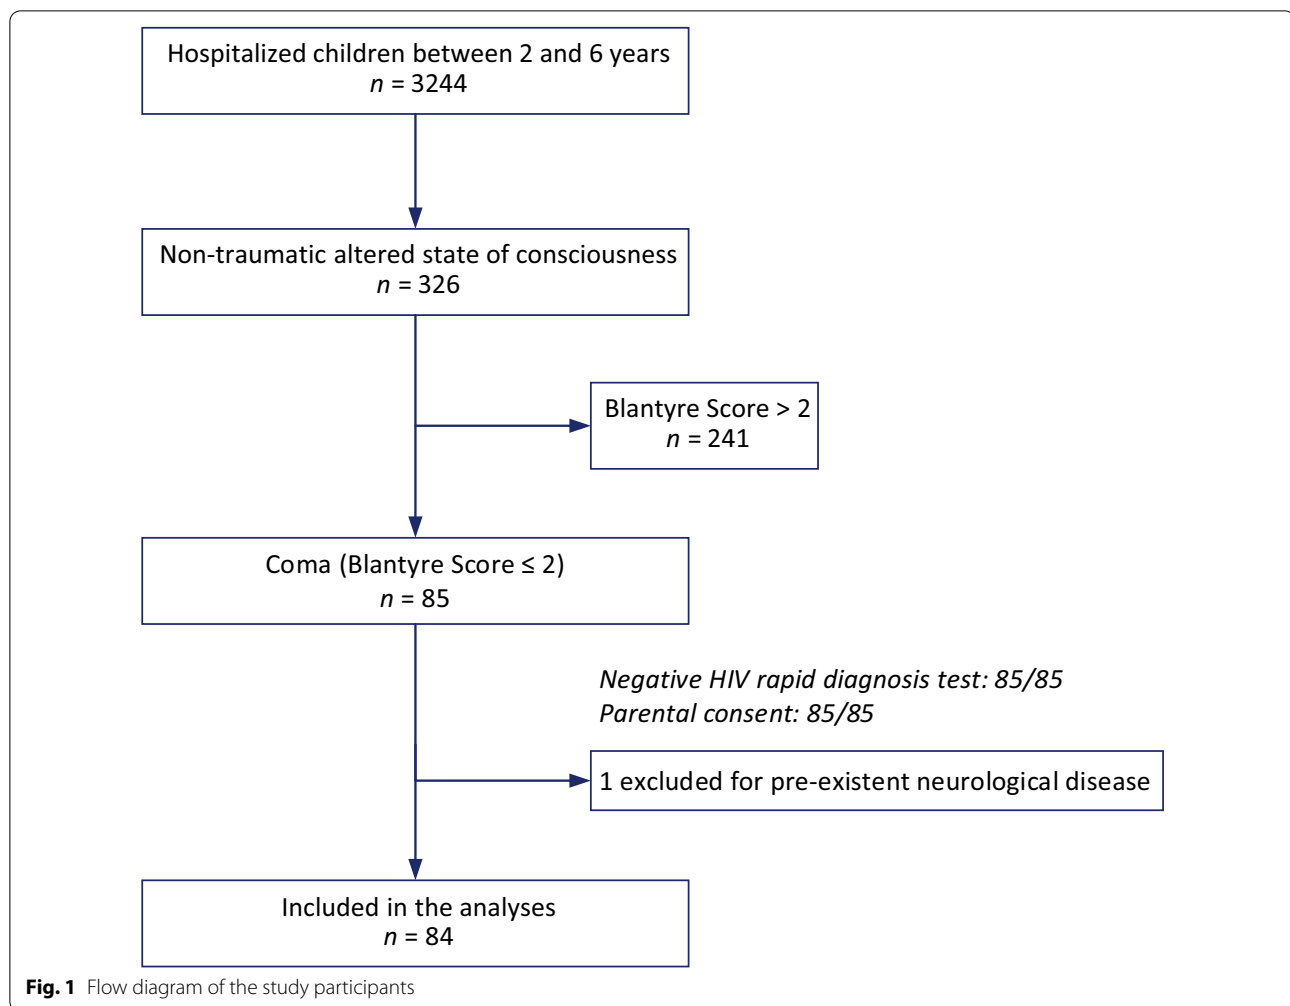 Hospitalized children between 2 and 6 years
n = 3244
Non-traumatic altered state of consciousness
n = 326
Blantyre Score > 2
n = 241
Coma (Blantyre Score ≤ 2)
n = 85
Negative HIV rapid diagnosis test: 85/85
Parental consent: 85/85
1 excluded for pre-existent neurological disease
Included in the analyses
n = 84
Fig. 1 Flow diagram of the study participants